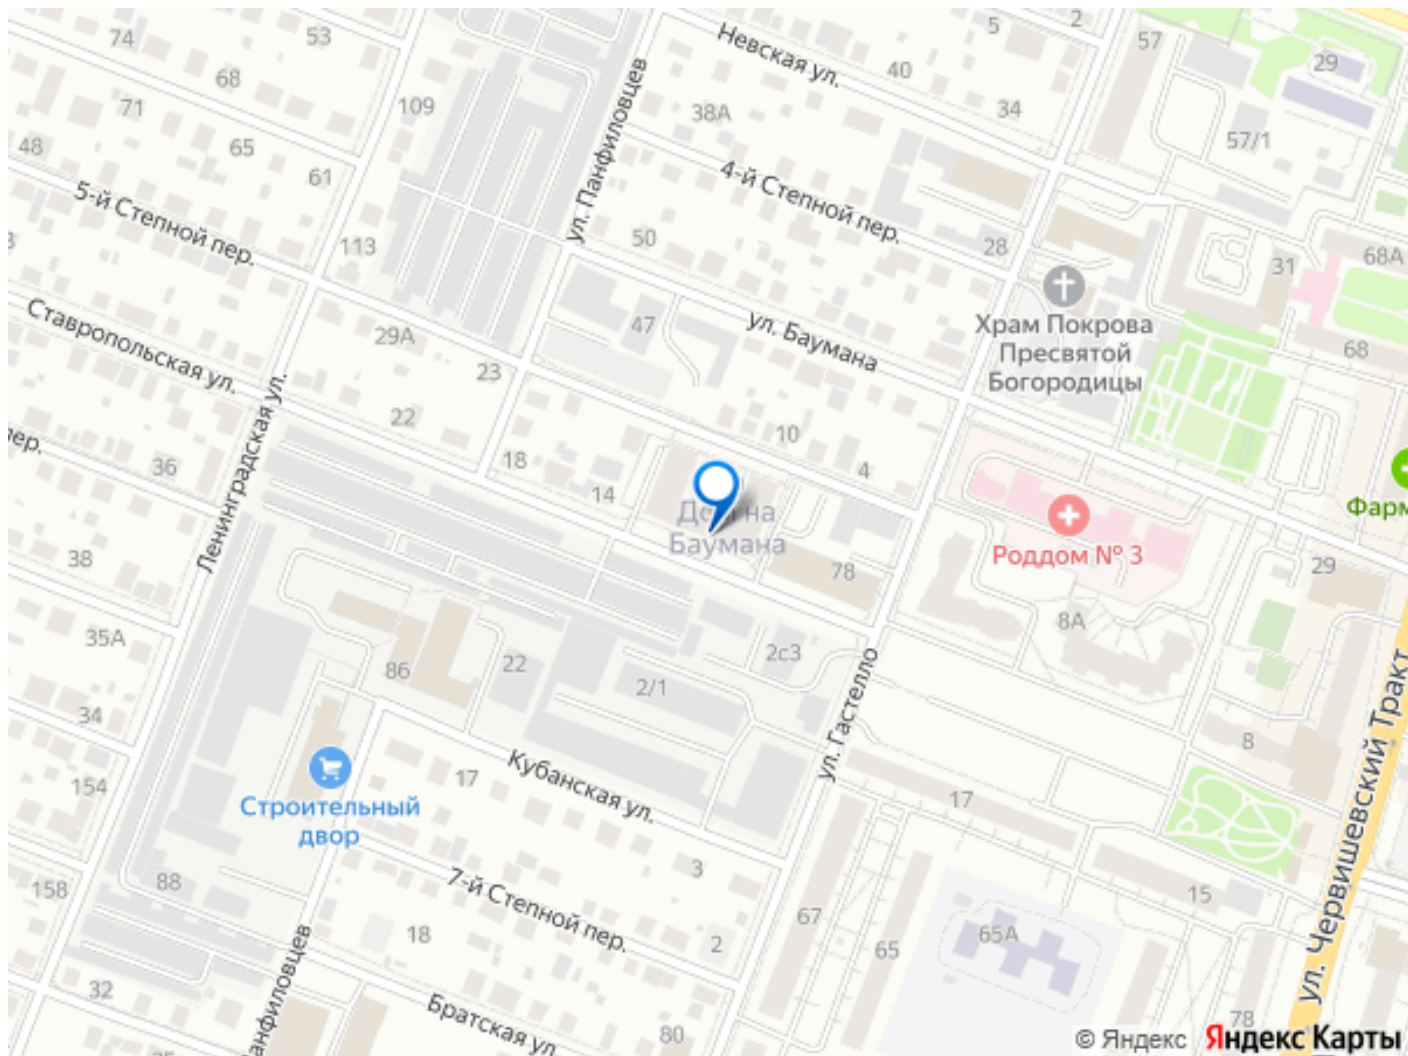 53
74
68
71
65
61
48
109
5-й Степной пер.
113
Ставропольская ул.
29А
23
22
18
14
36
38
35А
34
154
158
32
88
86
22
17
18
2/1
2с3
3
2
80
67
65
65А
17
15
78
78
8
8А
29
4
10
47
50
38А
40
34
5
2
57
57/1
29
28
31
68А
68
Невская ул.
ул. Панфиловцев
4-й Степной пер.
ул. Баумана
Храм Покрова
Пресвятой
Богородицы
Ленинградская ул.
Баумана
Роддом № 3
Строительный
двор
Кубанская ул.
7-й Степной пер.
Братская ул.
ул. Гастелло
ул. Червишевский Тракт
© Яндекс Яндекс Карты